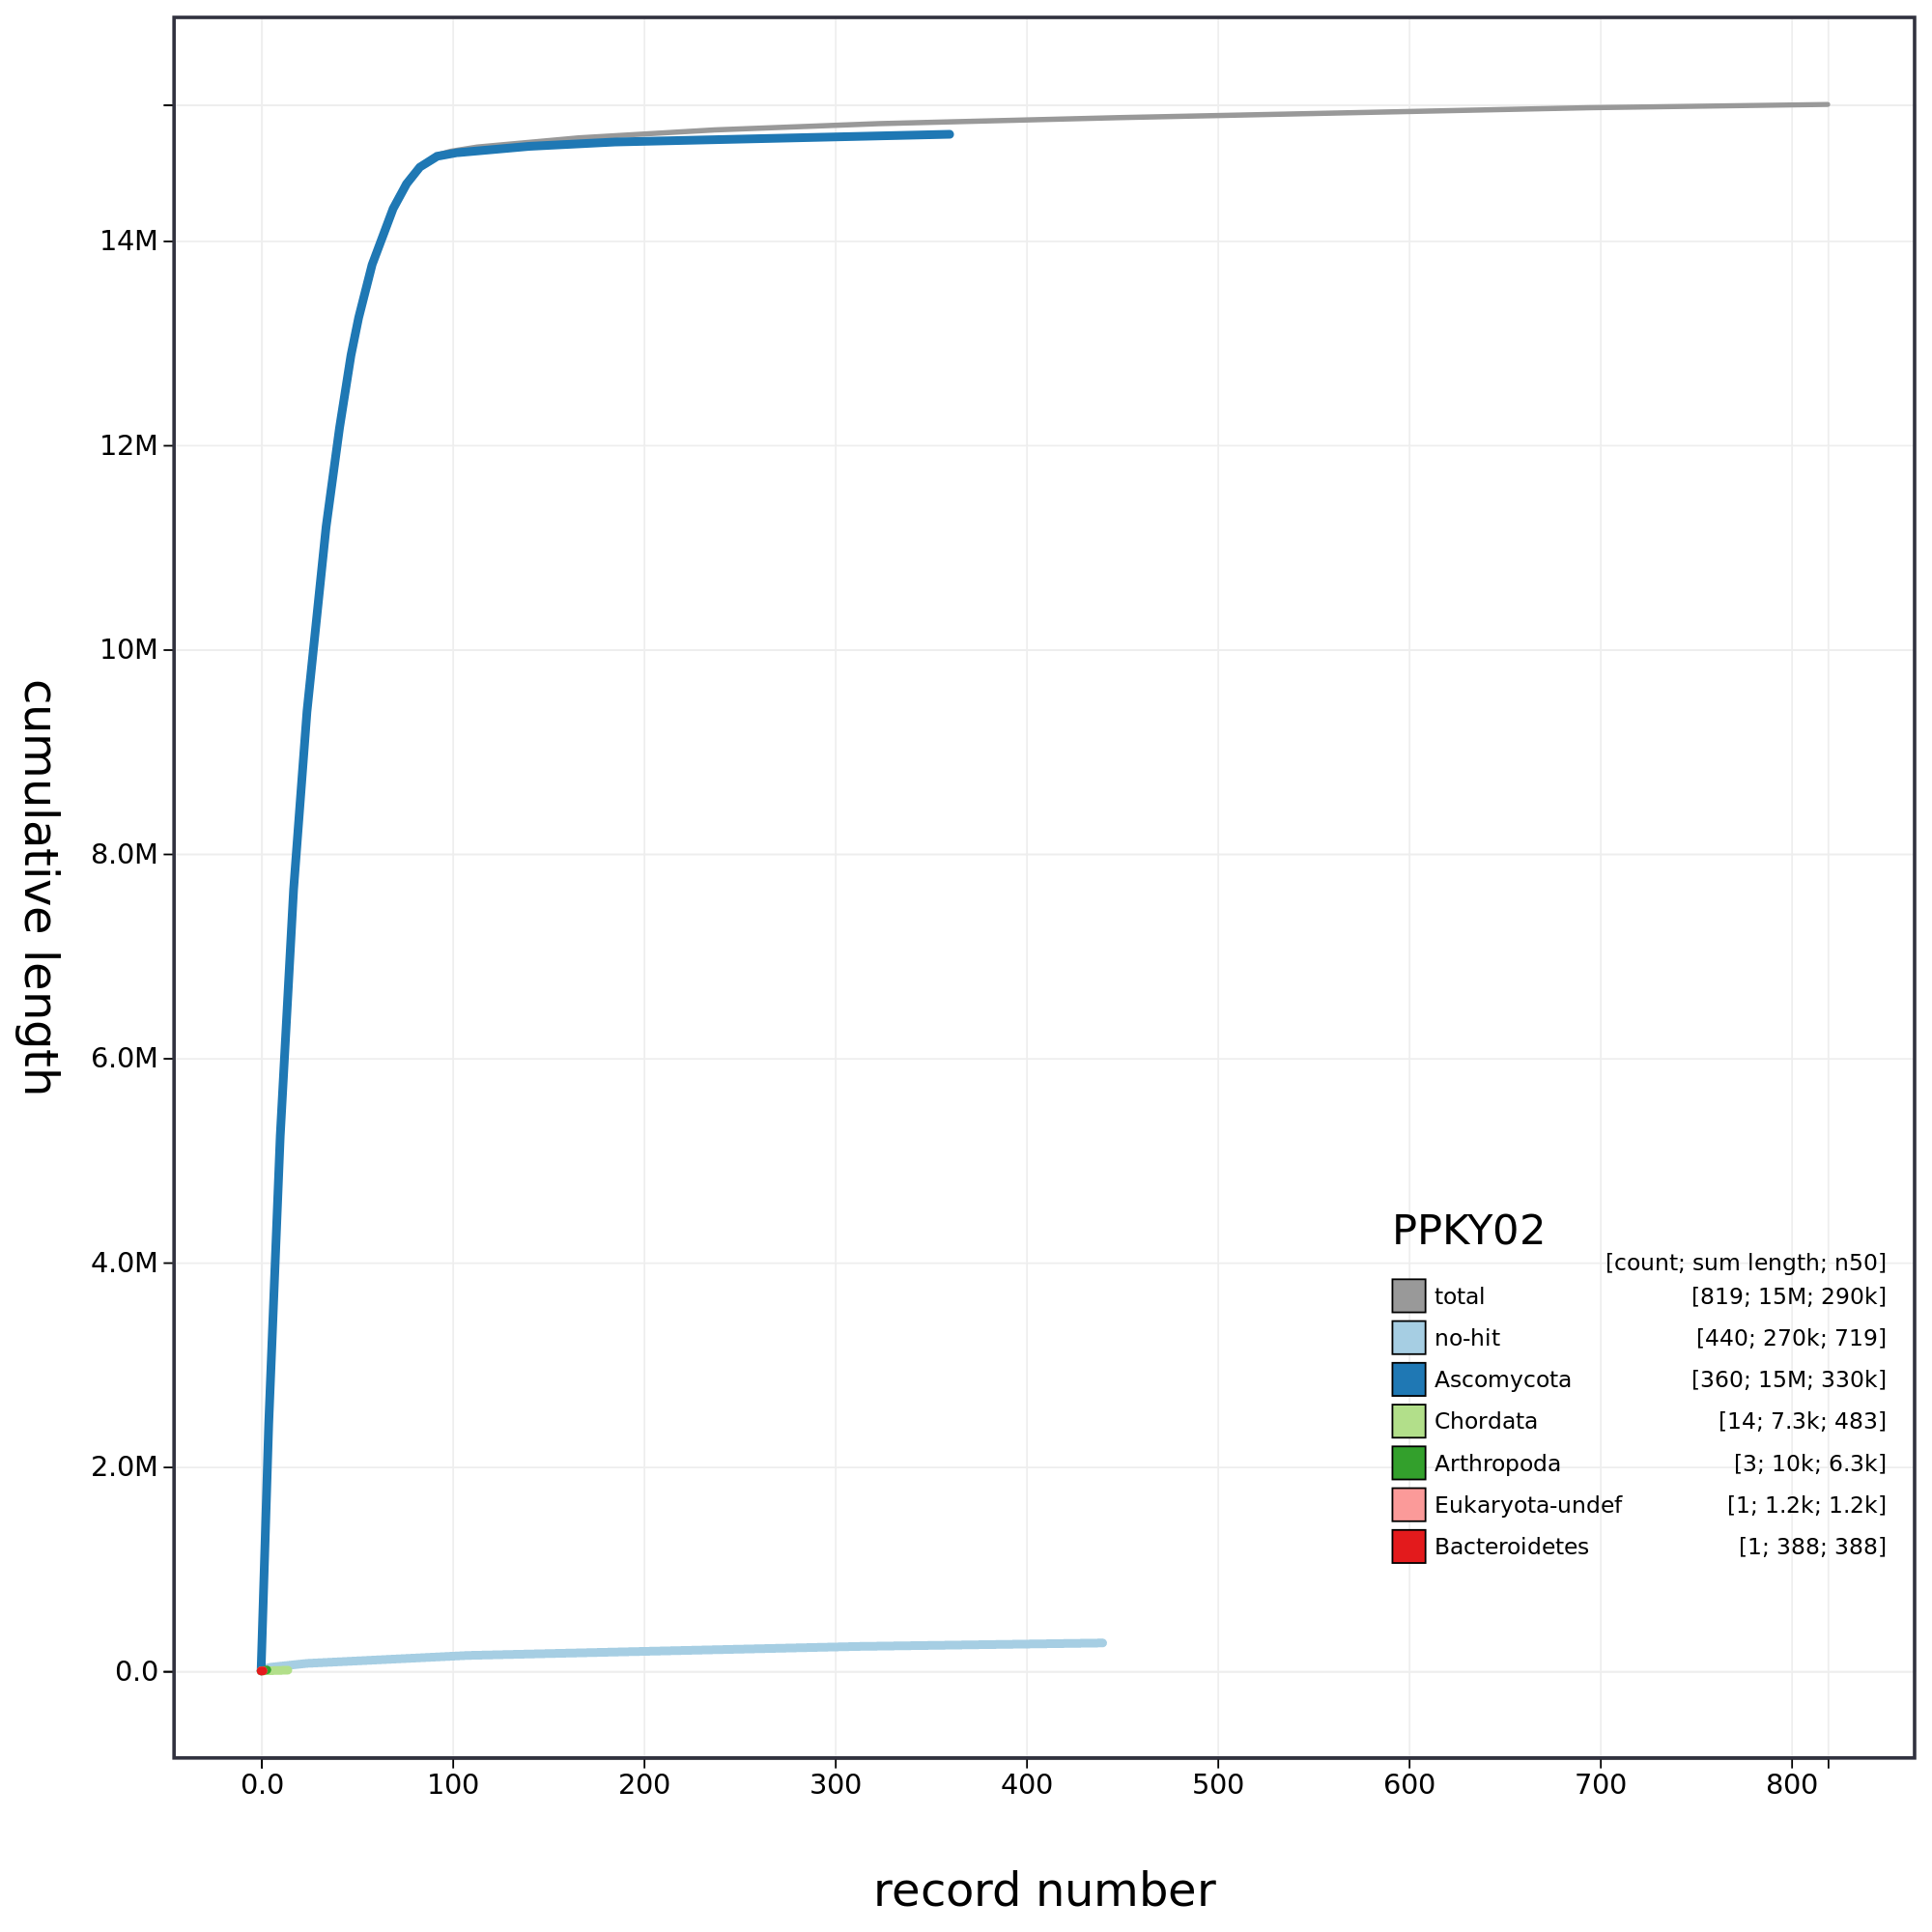 cumulative length
14M
12M
10M
8.0M
6.0M
4.0M
2.0M
0.0
PPKY02
[count; sum length; n50]
total [819; 15M; 290k]
no-hit [440; 270k; 719]
Ascomycota [360; 15M; 330k]
Chordata [14; 7.3k; 483]
Arthropoda [3; 10k; 6.3k]
Eukaryota-undef [1; 1.2k; 1.2k]
Bacteroidetes [1; 388; 388]
0.0 100 200 300 400 500 600 700 800
record number